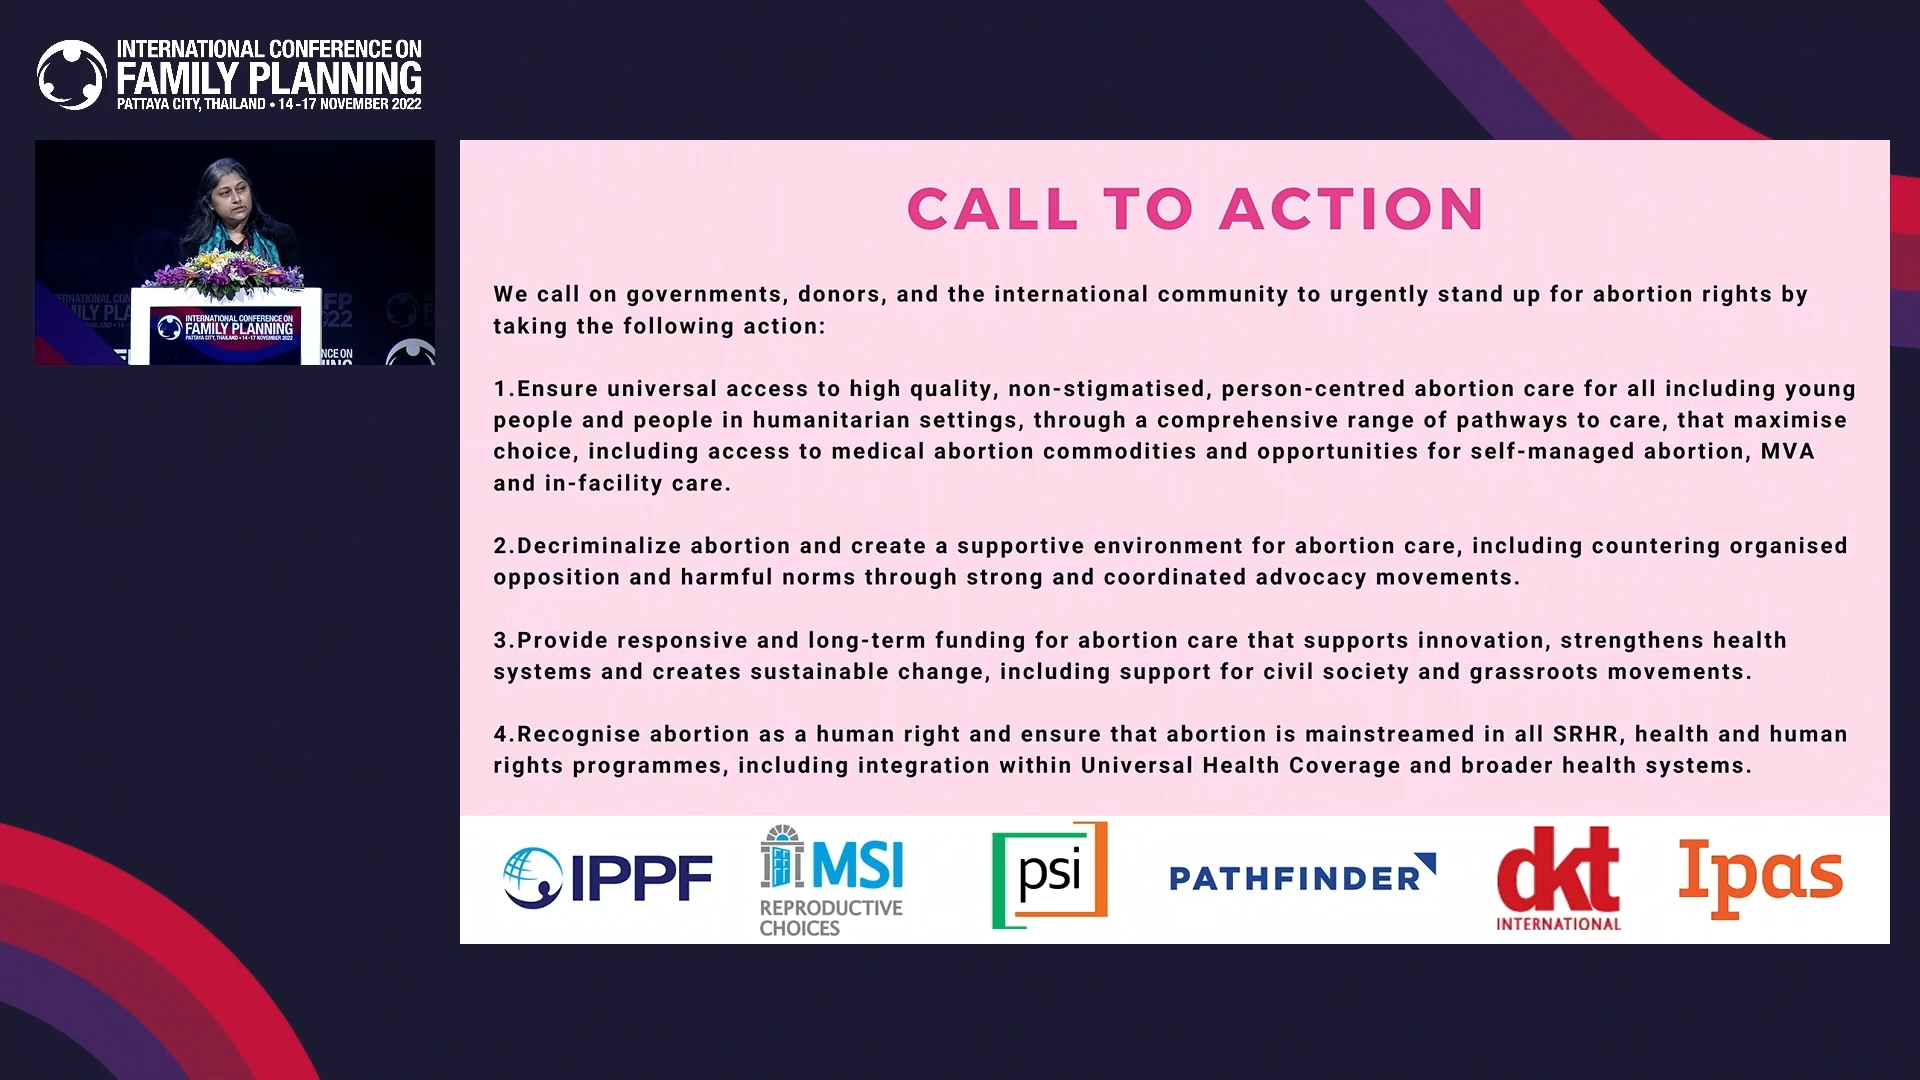 INTERNATIONAL CONFERENCE ON
FAMILY PLANNING
PATTAYA CITY, THAILAND • 14-17 NOVEMBER 2022
INTERNATIONAL CONFERENCE ON
FAMILY PLANNING
PATTAYA CITY, THAILAND • 14-17 NOVEMBER 2022
CALL TO ACTION
We call on governments, donors, and the international community to urgently stand up for abortion rights by
taking the following action:
1.Ensure universal access to high quality, non-stigmatised, person-centred abortion care for all including young
people and people in humanitarian settings, through a comprehensive range of pathways to care, that maximise
choice, including access to medical abortion commodities and opportunities for self-managed abortion, MVA
and in-facility care.
2.Decriminalize abortion and create a supportive environment for abortion care, including countering organised
opposition and harmful norms through strong and coordinated advocacy movements.
3.Provide responsive and long-term funding for abortion care that supports innovation, strengthens health
systems and creates sustainable change, including support for civil society and grassroots movements.
4.Recognise abortion as a human right and ensure that abortion is mainstreamed in all SRHR, health and human
rights programmes, including integration within Universal Health Coverage and broader health systems.
IPPF
MSI
REPRODUCTIVE
CHOICES
psi
PATHFINDER
dkt
INTERNATIONAL
Ipas